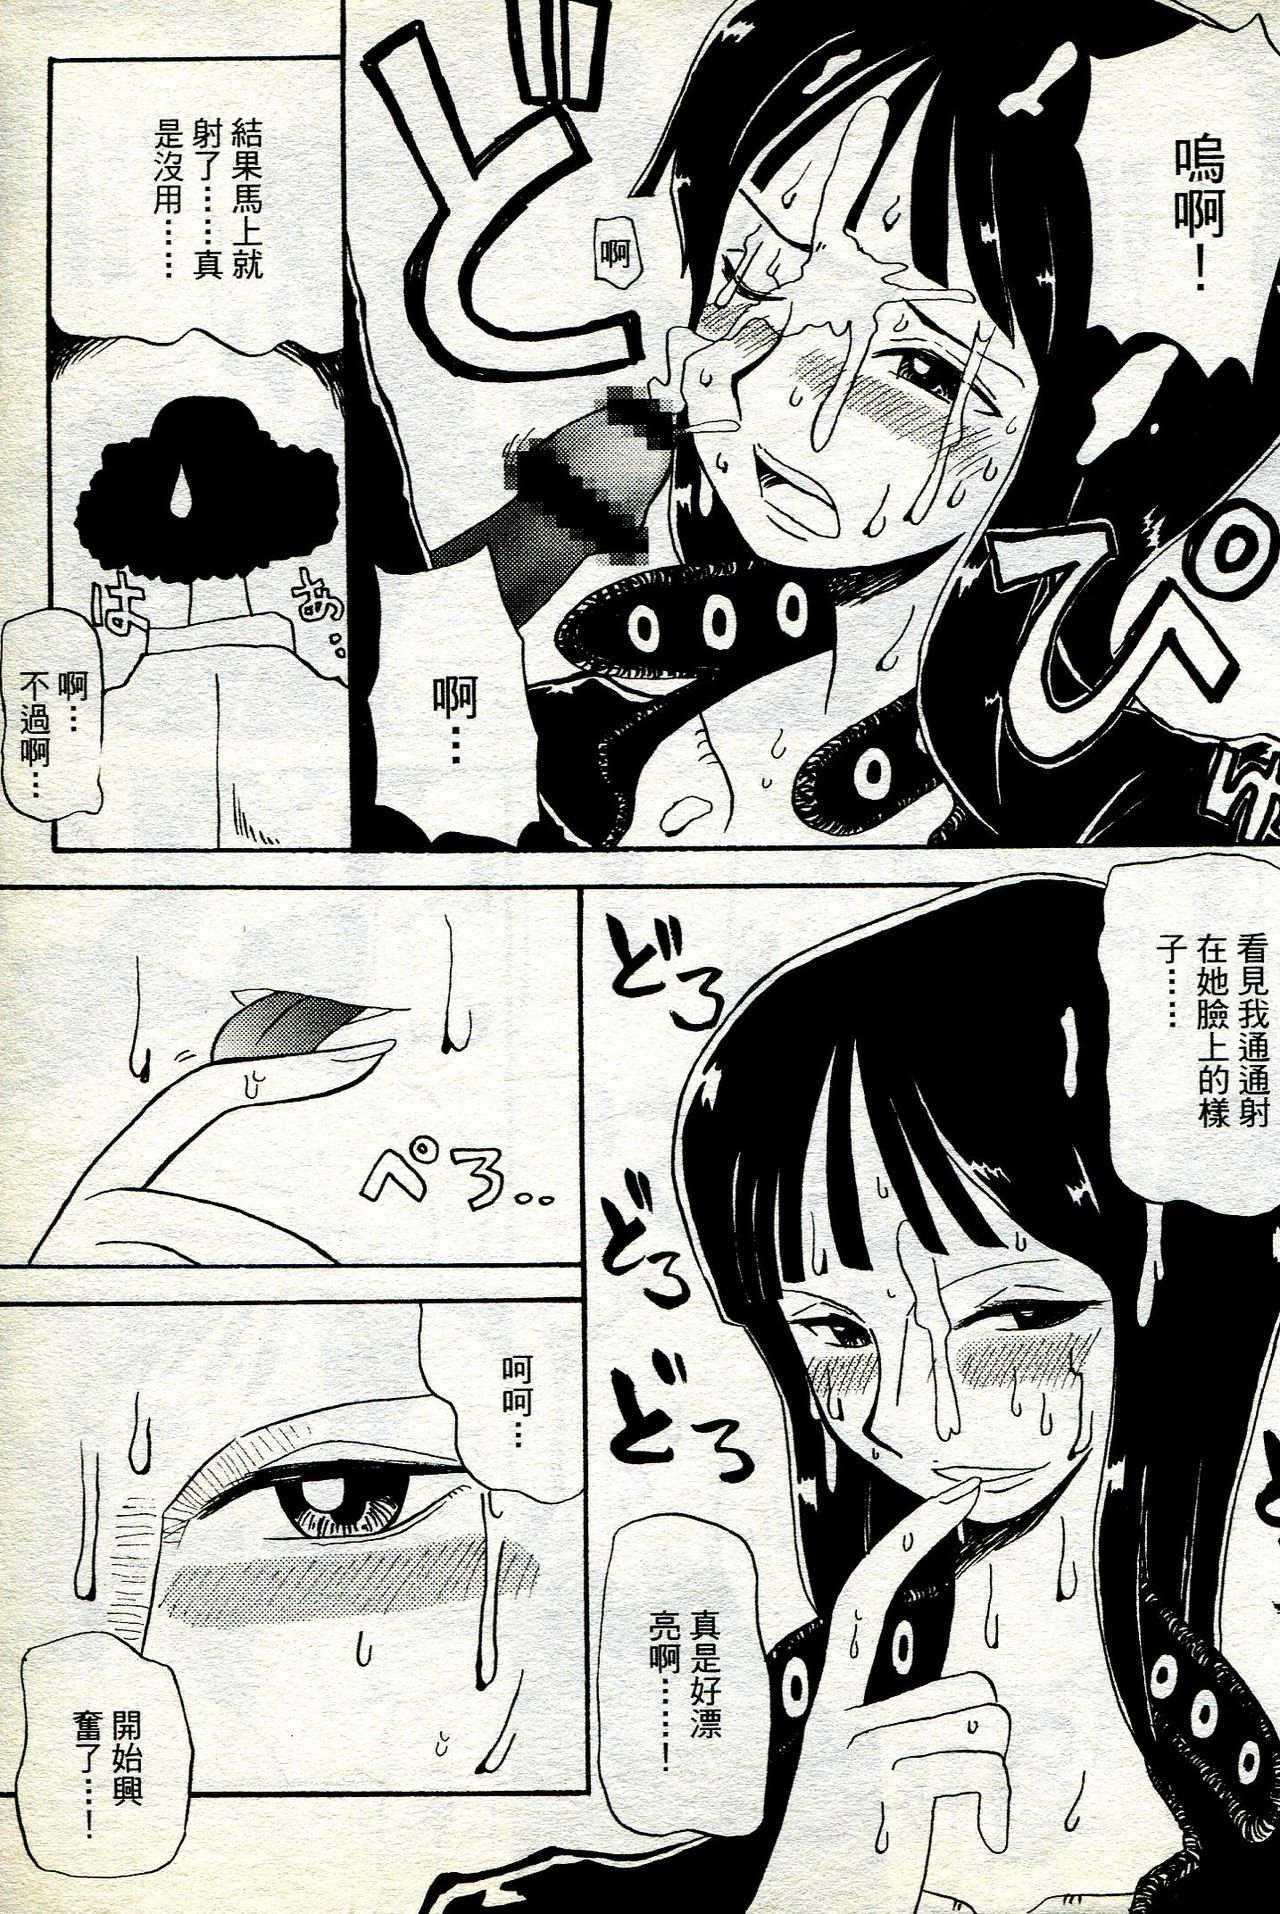 嗚啊！
ぴ
ど
啊
啊…
結果馬上就
射了……真
是沒用……
はぁ…
啊…
不過啊…
看見我通通射
在她臉上的樣
子……
どろ
どろ
どろ
真是好漂
亮啊……！
ぺろ‥
呵呵…
開始興
奮了…！